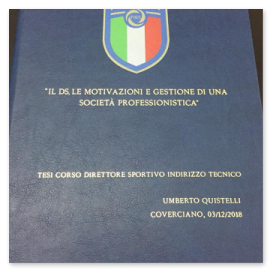 "IL DS, LE MOTIVAZIONI E GESTIONE DI UNA
SOCIETÀ PROFESSIONISTICA"
TESI CORSO DIRETTORE SPORTIVO INDIRIZZO TECNICO
UMBERTO QUISTELLI
COVERCIANO, 03/12/2018